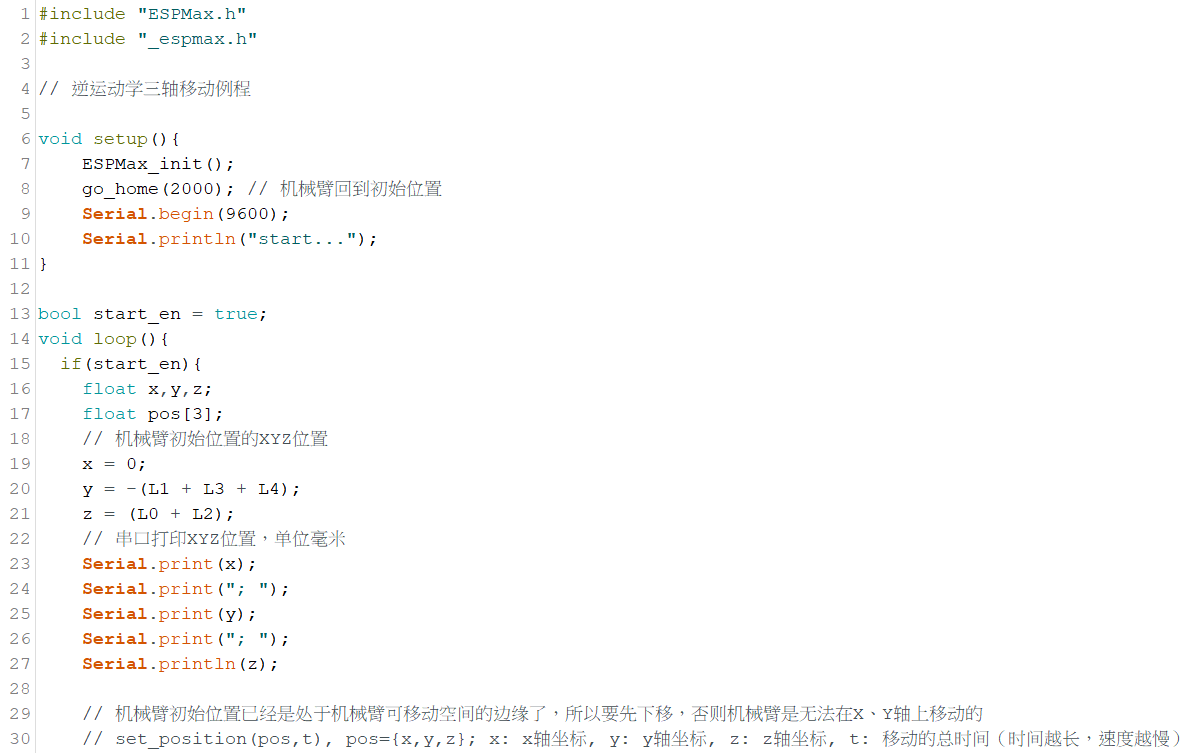 1 #include "ESPMax.h"
2 #include "_espmax.h"
3
4 // 逆运动学三轴移动例程
5
6 void setup(){
7     ESPMax_init();
8     go_home(2000); // 机械臂回到初始位置
9     Serial.begin(9600);
10     Serial.println("start...");
11 }
12
13 bool start_en = true;
14 void loop(){
15   if(start_en){
16     float x,y,z;
17     float pos[3];
18     // 机械臂初始位置的XYZ位置
19     x = 0;
20     y = -(L1 + L3 + L4);
21     z = (L0 + L2);
22     // 串口打印XYZ位置，单位毫米
23     Serial.print(x);
24     Serial.print("; ");
25     Serial.print(y);
26     Serial.print("; ");
27     Serial.println(z);
28
29     // 机械臂初始位置已经是处于机械臂可移动空间的边缘了，所以要先下移，否则机械臂是无法在X、Y轴上移动的
30     // set_position(pos,t), pos={x,y,z}; x: x轴坐标, y: y轴坐标, z: z轴坐标, t: 移动的总时间（时间越长，速度越慢）